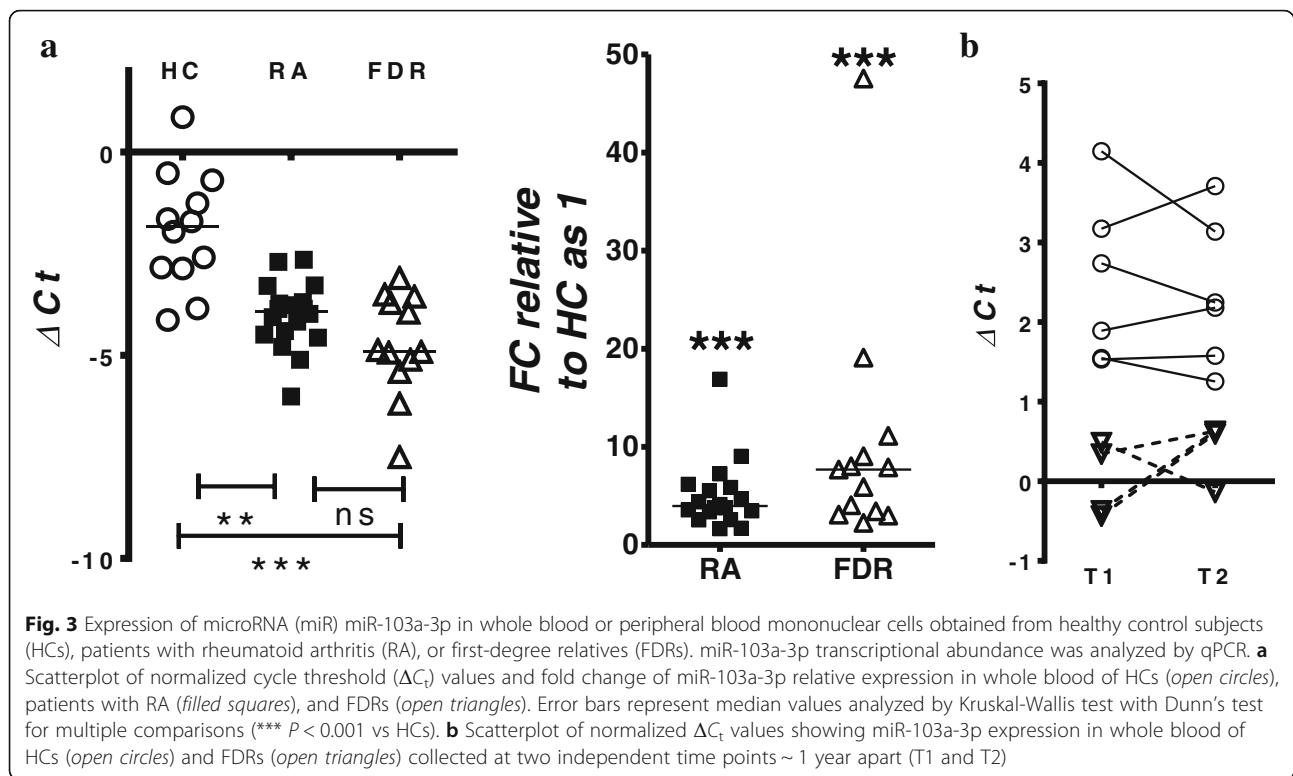 a
HC RA FDR
0
-5
-10
ΔCt
** ns
***
50
40
30
20
10
0
FC relative
to HC as 1
***
***
RA FDR
b
5
4
3
2
1
0
-1
ΔCt
T1 T2
Fig. 3 Expression of microRNA (miR) miR-103a-3p in whole blood or peripheral blood mononuclear cells obtained from healthy control subjects
(HCs), patients with rheumatoid arthritis (RA), or first-degree relatives (FDRs). miR-103a-3p transcriptional abundance was analyzed by qPCR. a
Scatterplot of normalized cycle threshold (ΔCt) values and fold change of miR-103a-3p relative expression in whole blood of HCs (open circles),
patients with RA (filled squares), and FDRs (open triangles). Error bars represent median values analyzed by Kruskal-Wallis test with Dunn's test
for multiple comparisons (*** P < 0.001 vs HCs). b Scatterplot of normalized ΔCt values showing miR-103a-3p expression in whole blood of
HCs (open circles) and FDRs (open triangles) collected at two independent time points ~ 1 year apart (T1 and T2)